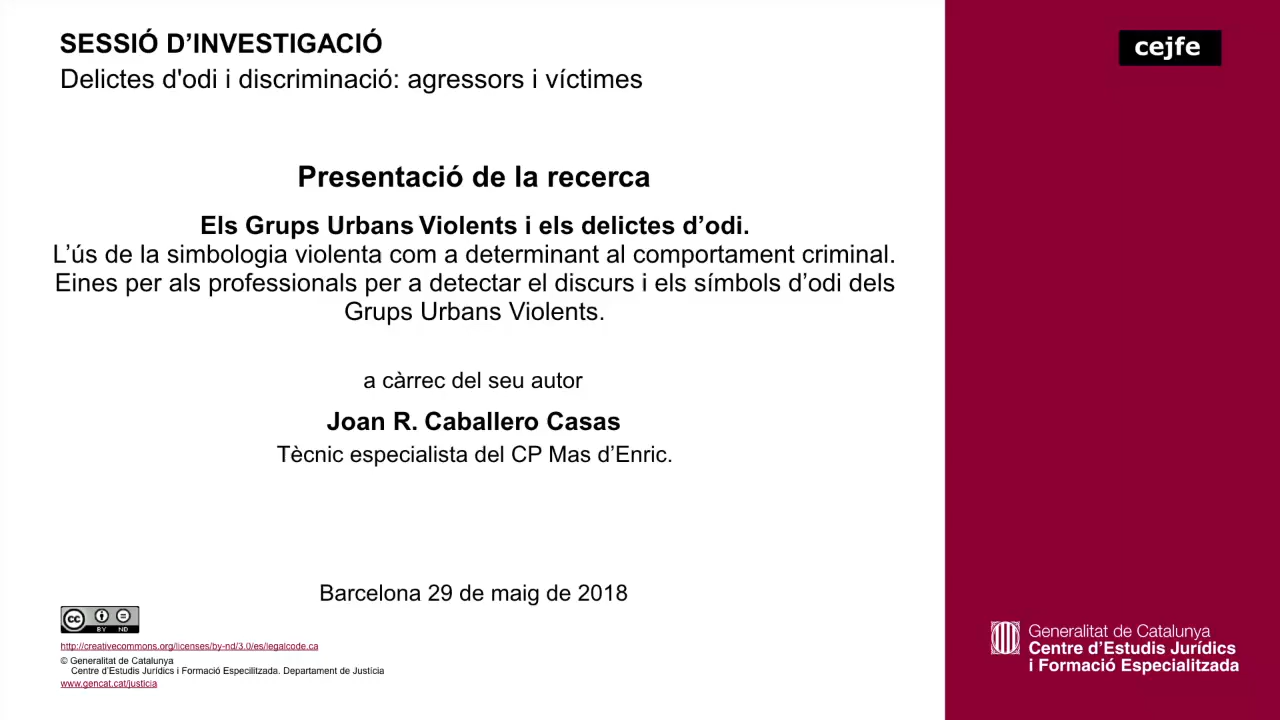 SESSIÓ D’INVESTIGACIÓ
Delictes d'odi i discriminació: agressors i víctimes
cejfe
Presentació de la recerca
Els Grups Urbans Violents i els delictes d’odi.
L’ús de la simbologia violenta com a determinant al comportament criminal.
Eines per als professionals per a detectar el discurs i els símbols d’odi dels
Grups Urbans Violents.
a càrrec del seu autor
Joan R. Caballero Casas
Tècnic especialista del CP Mas d’Enric.
Barcelona 29 de maig de 2018
cc BY ND
http://creativecommons.org/licenses/by-nd/3.0/es/legalcode.ca
© Generalitat de Catalunya
Centre d’Estudis Jurídics i Formació Especilitzada. Departament de Justícia
www.gencat.cat/justicia
Generalitat de Catalunya
Centre d’Estudis Jurídics
i Formació Especialitzada